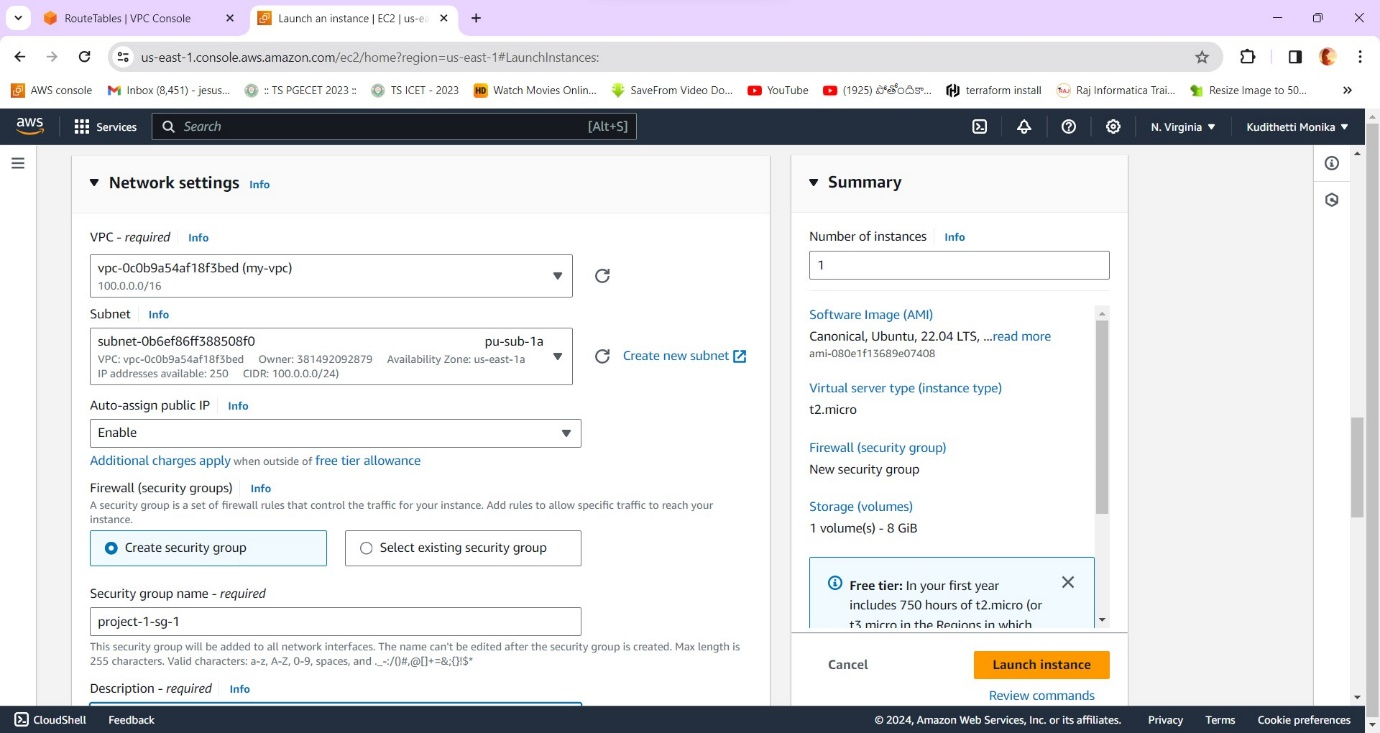 RouteTables | VPC Console
Launch an instance | EC2 | us-ea
us-east-1.console.aws.amazon.com/ec2/home?region=us-east-1#LaunchInstances:
AWS console
Inbox (8,451) - jesus...
:: TS PGECET 2023 ::
TS ICET - 2023
HD Watch Movies Onlin...
SaveFrom Video Do...
YouTube
(1925)
terraform install
Raj Informatica Trai...
Resize Image to 50...
»
aws
Services
Search
[Alt+S]
N. Virginia
Kudithetti Monika
Network settings Info
VPC - required Info
vpc-0c0b9a54af18f3bed (my-vpc)
100.0.0.0/16
Subnet Info
subnet-0b6ef86ff388508f0 pu-sub-1a
VPC: vpc-0c0b9a54af18f3bed Owner: 381492092879 Availability Zone: us-east-1a
IP addresses available: 250 CIDR: 100.0.0.0/24)
Create new subnet
Auto-assign public IP Info
Enable
Additional charges apply when outside of free tier allowance
Firewall (security groups) Info
A security group is a set of firewall rules that control the traffic for your instance. Add rules to allow specific traffic to reach your
instance.
Create security group
Select existing security group
Security group name - required
project-1-sg-1
This security group will be added to all network interfaces. The name can't be edited after the security group is created. Max length is
255 characters. Valid characters: a-z, A-Z, 0-9, spaces, and ._-:/()#,@[]+=&;{}!$*
Description - required Info
Summary
Number of instances Info
1
Software Image (AMI)
Canonical, Ubuntu, 22.04 LTS, ...read more
ami-080e1f13689e07408
Virtual server type (instance type)
t2.micro
Firewall (security group)
New security group
Storage (volumes)
1 volume(s) - 8 GiB
Free tier: In your first year
includes 750 hours of t2.micro (or
t3.micro in the Regions in which
Cancel
Launch instance
Review commands
CloudShell
Feedback
© 2024, Amazon Web Services, Inc. or its affiliates.
Privacy
Terms
Cookie preferences